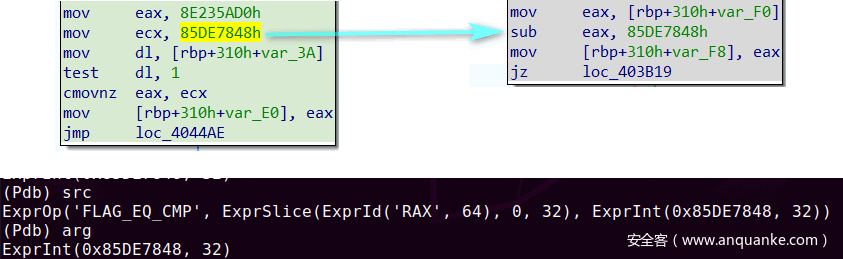 mov eax, 8E235AD0h
mov ecx, 85DE7848h
mov dl, [rbp+310h+var_3A]
test dl, 1
cmovnz eax, ecx
mov [rbp+310h+var_E0], eax
jmp loc_4044AE
mov eax, [rbp+310h+var_F0]
sub eax, 85DE7848h
mov [rbp+310h+var_F8], eax
jz loc_403B19
(Pdb) src
ExprOp('FLAG_EQ_CMP', ExprSlice(ExprId('RAX', 64), 0, 32), ExprInt(0x85DE7848, 32))
(Pdb) arg
ExprInt(0x85DE7848, 32)
安全客（www.anquanke.com）